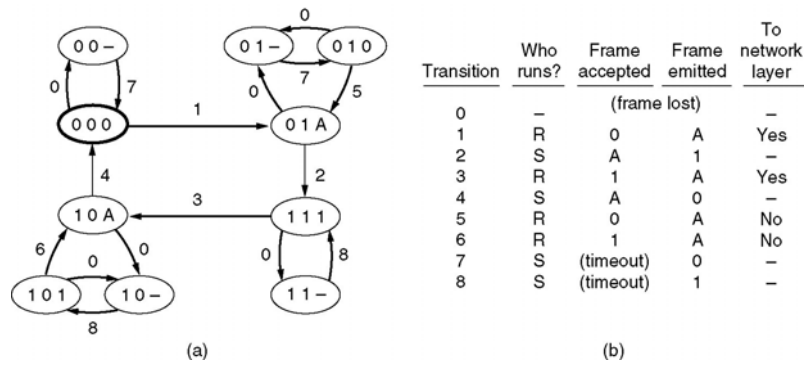 0
0 0 –
0 1 –
0 1 0
0
7
7
0
5
0 0 0
1
0 1 A
4
2
1 0 A
3
1 1 1
6
0
0
0
8
1 0 1
1 0 –
1 1 –
8
(a)
Transition Who runs? Frame accepted Frame emitted To network layer
(frame lost)
0 – –
1 R 0 A Yes
2 S A 1 –
3 R 1 A Yes
4 S A 0 –
5 R 0 A No
6 R 1 A No
7 S (timeout) 0 –
8 S (timeout) 1 –
(b)